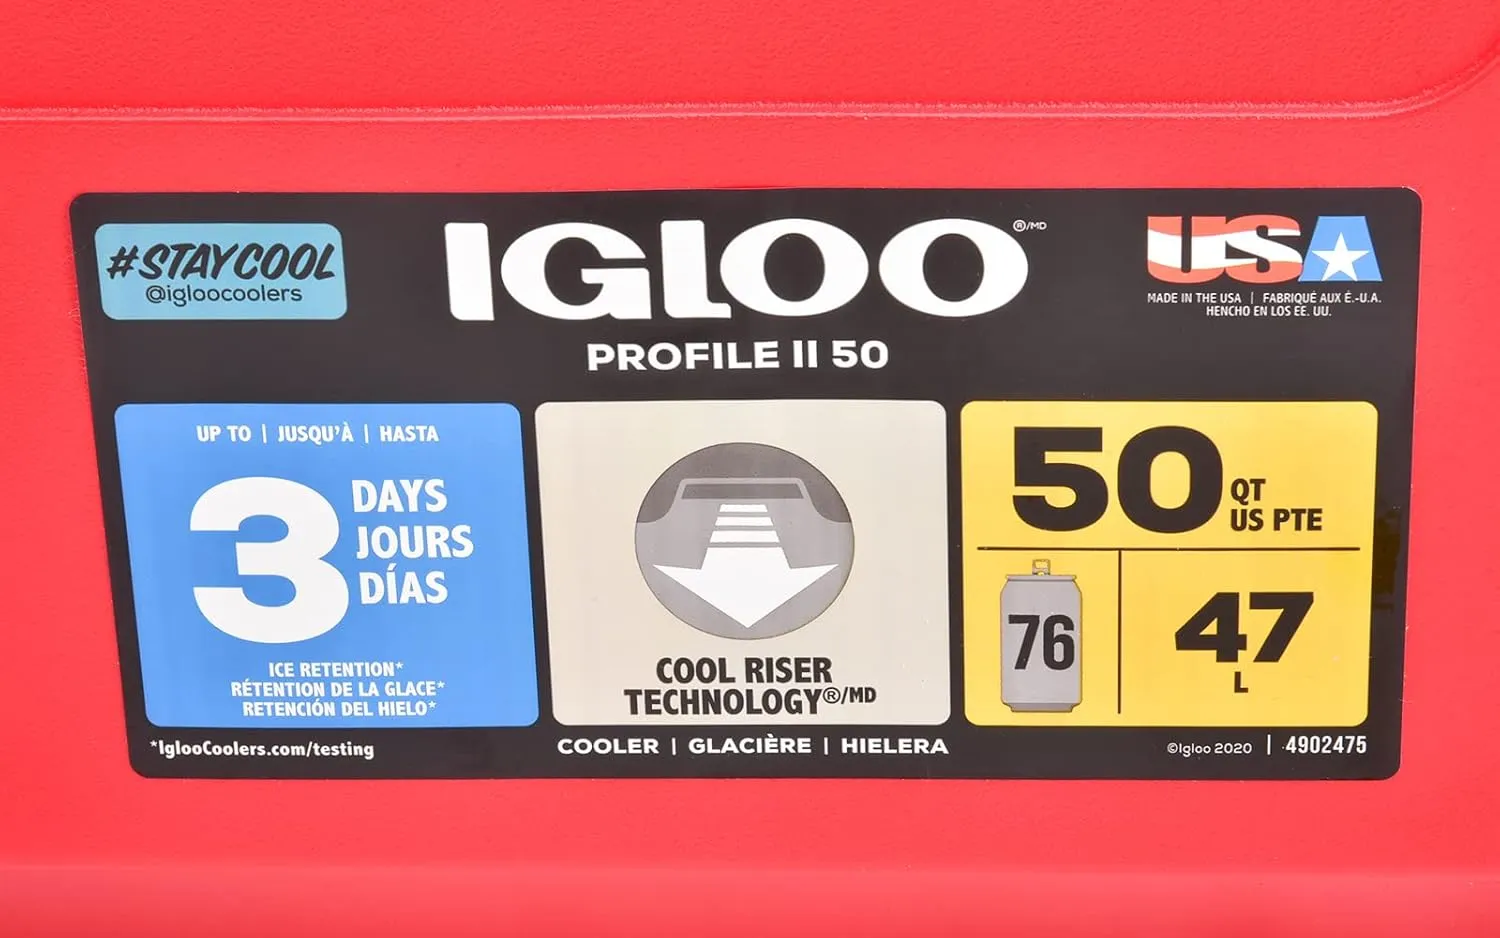 #STAYCOOL
@igloocoolers
IGLOO®/MD
PROFILE II 50
USA
MADE IN THE USA | FABRIQUÉ AUX É.-U.A.
HENCHO EN LOS EE. UU.
UP TO | JUSQU'À | HASTA
3
DAYS
JOURS
DÍAS
ICE RETENTION*
RÉTENTION DE LA GLACE*
RETENCIÓN DEL HIELO*
*IglooCoolers.com/testing
COOL RISER
TECHNOLOGY®/MD
COOLER | GLACIÈRE | HIELERA
50 QT
US PTE
76
47
L
©Igloo 2020 | 4902475